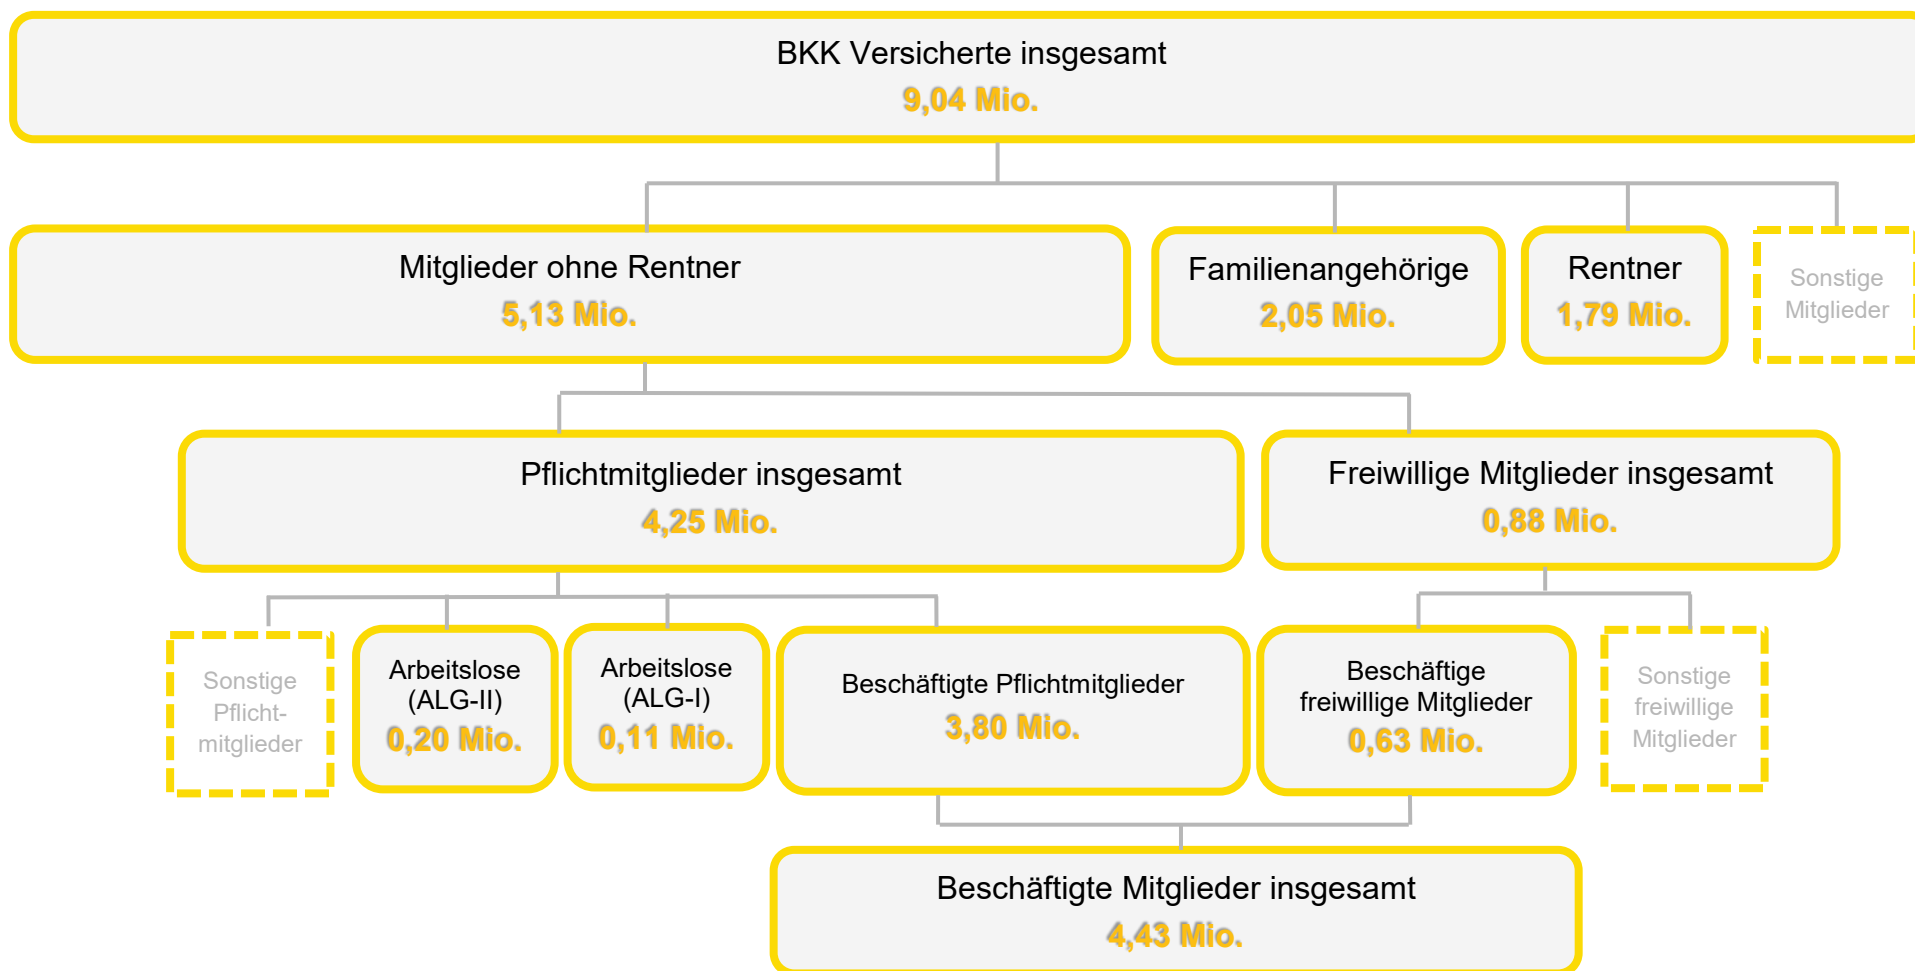 BKK Versicherte insgesamt
9,04 Mio.
Mitglieder ohne Rentner
5,13 Mio.
Familienangehörige
2,05 Mio.
Rentner
1,79 Mio.
Sonstige
Mitglieder
Pflichtmitglieder insgesamt
4,25 Mio.
Freiwillige Mitglieder insgesamt
0,88 Mio.
Sonstige
Pflicht-
mitglieder
Arbeitslose
(ALG-II)
0,20 Mio.
Arbeitslose
(ALG-I)
0,11 Mio.
Beschäftigte Pflichtmitglieder
3,80 Mio.
Beschäftige
freiwillige Mitglieder
0,63 Mio.
Sonstige
freiwillige
Mitglieder
Beschäftigte Mitglieder insgesamt
4,43 Mio.